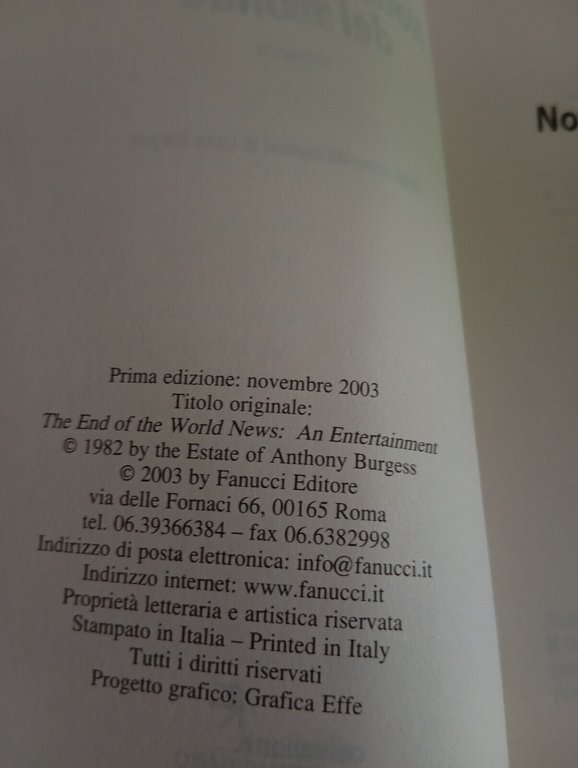 No
Prima edizione: novembre 2003
Titolo originale:
The End of the World News: An Entertainment
© 1982 by the Estate of Anthony Burgess
© 2003 by Fanucci Editore
via delle Fornaci 66, 00165 Roma
tel. 06.39366384 – fax 06.6382998
Indirizzo di posta elettronica: info@fanucci.it
Indirizzo internet: www.fanucci.it
Proprietà letteraria e artistica riservata
Stampato in Italia – Printed in Italy
Tutti i diritti riservati
Progetto grafico: Grafica Effe